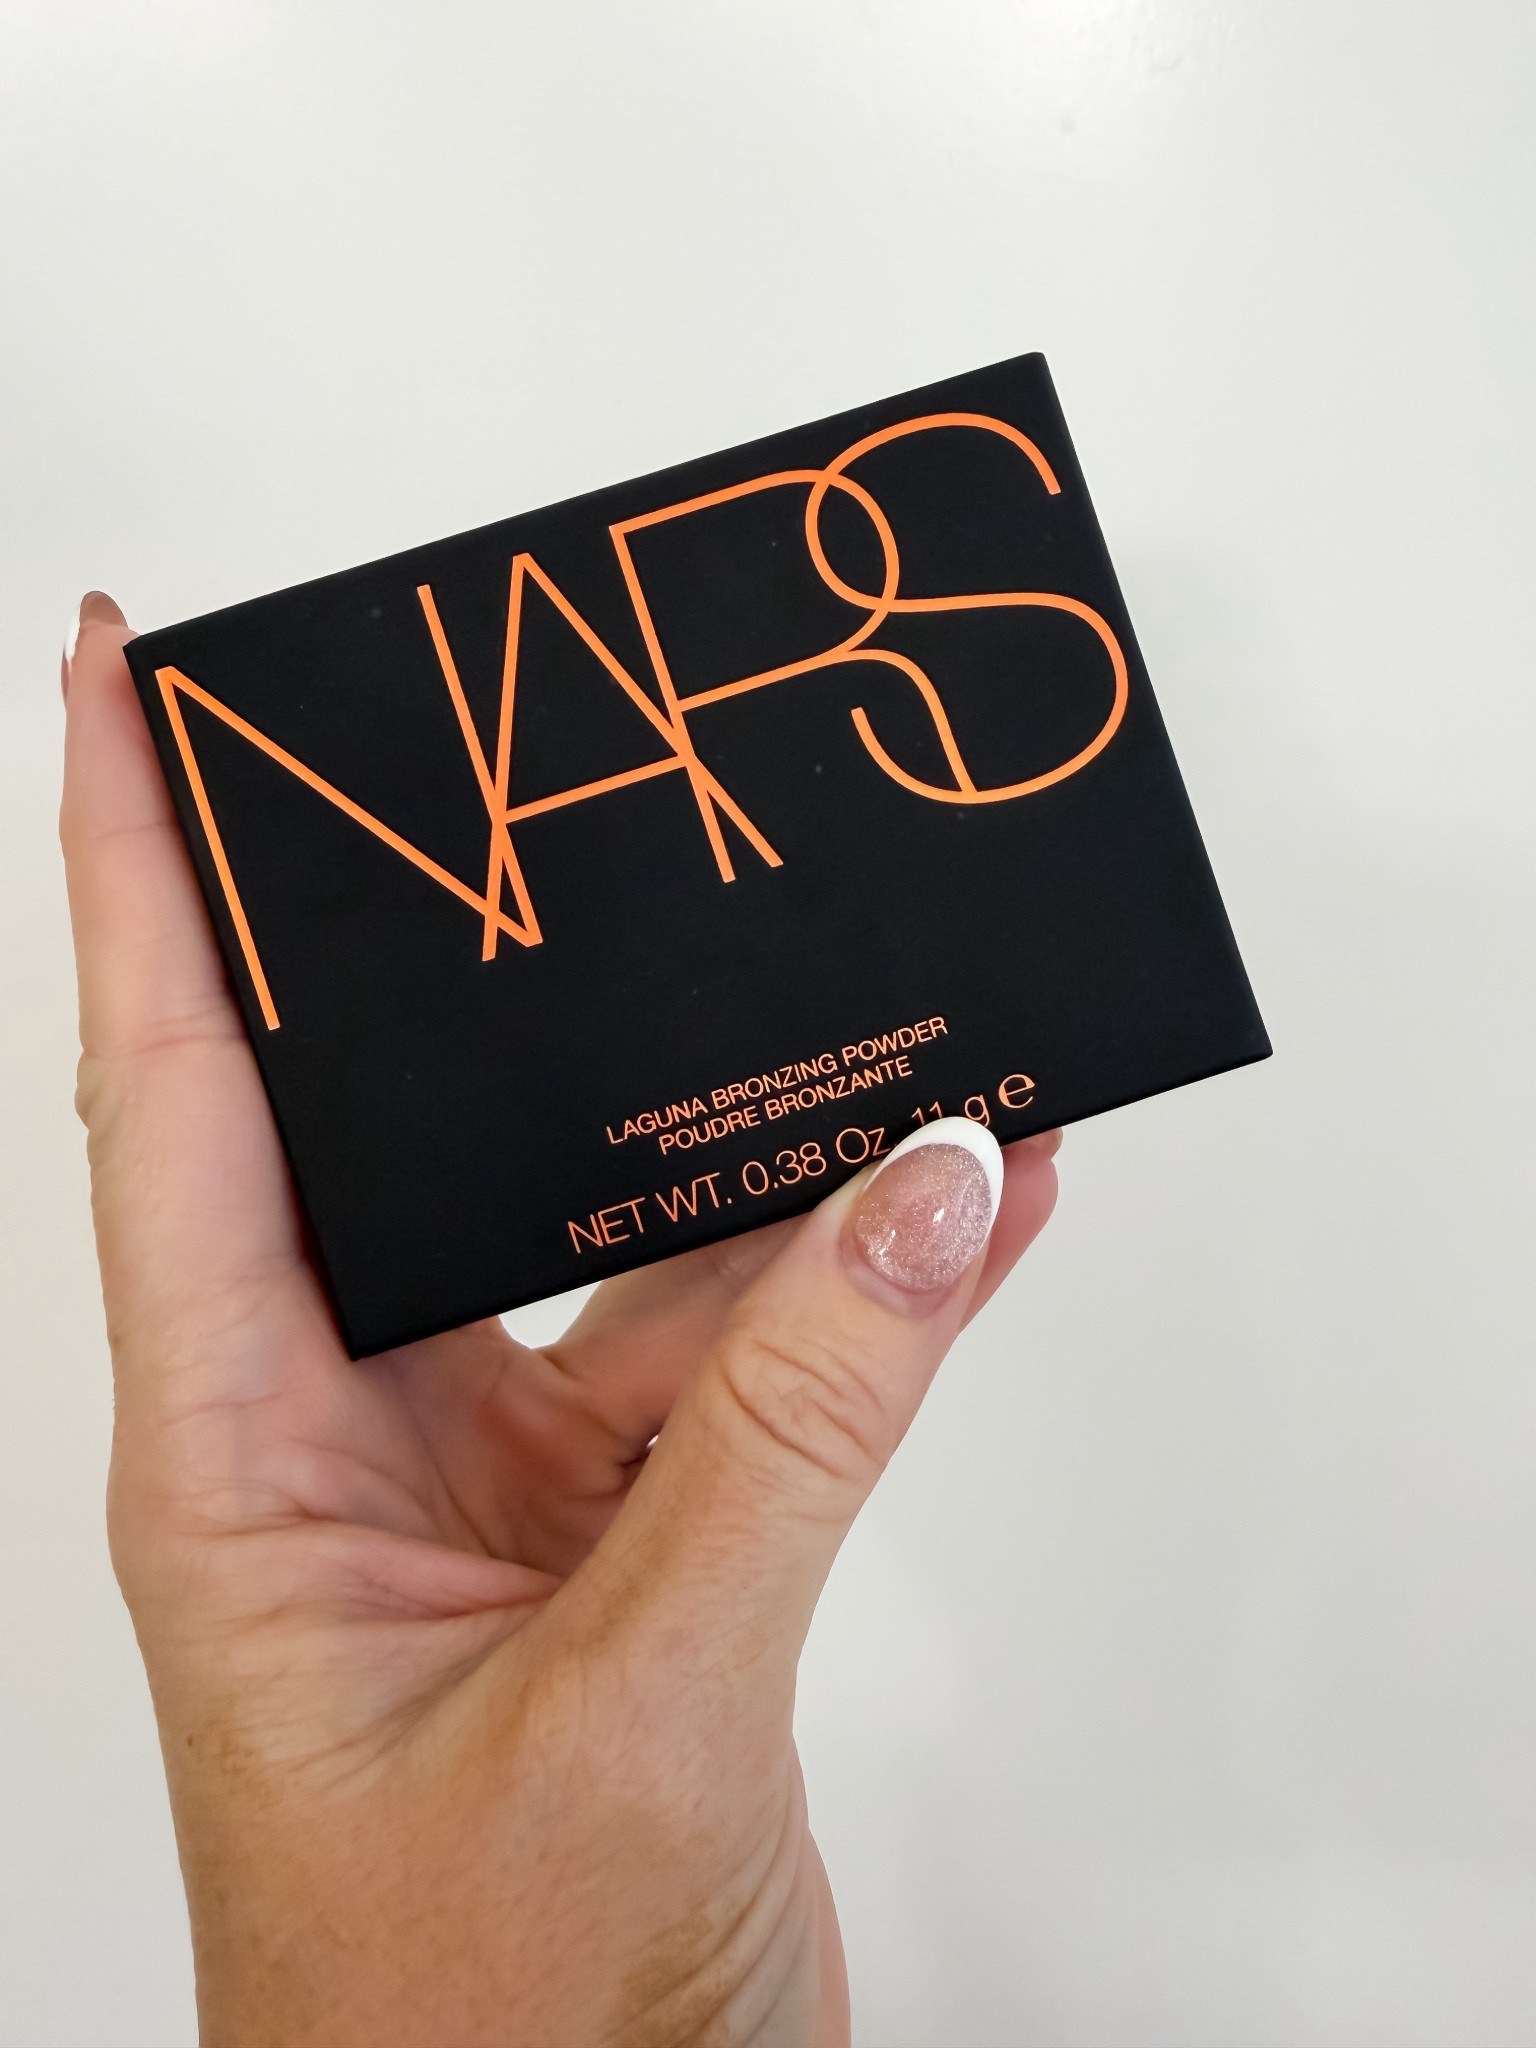 NARS
LAGUNA BRONZING POWDER
POUDRE BRONZANTE
NET WT. 0.38 Oz. 11 g ℮